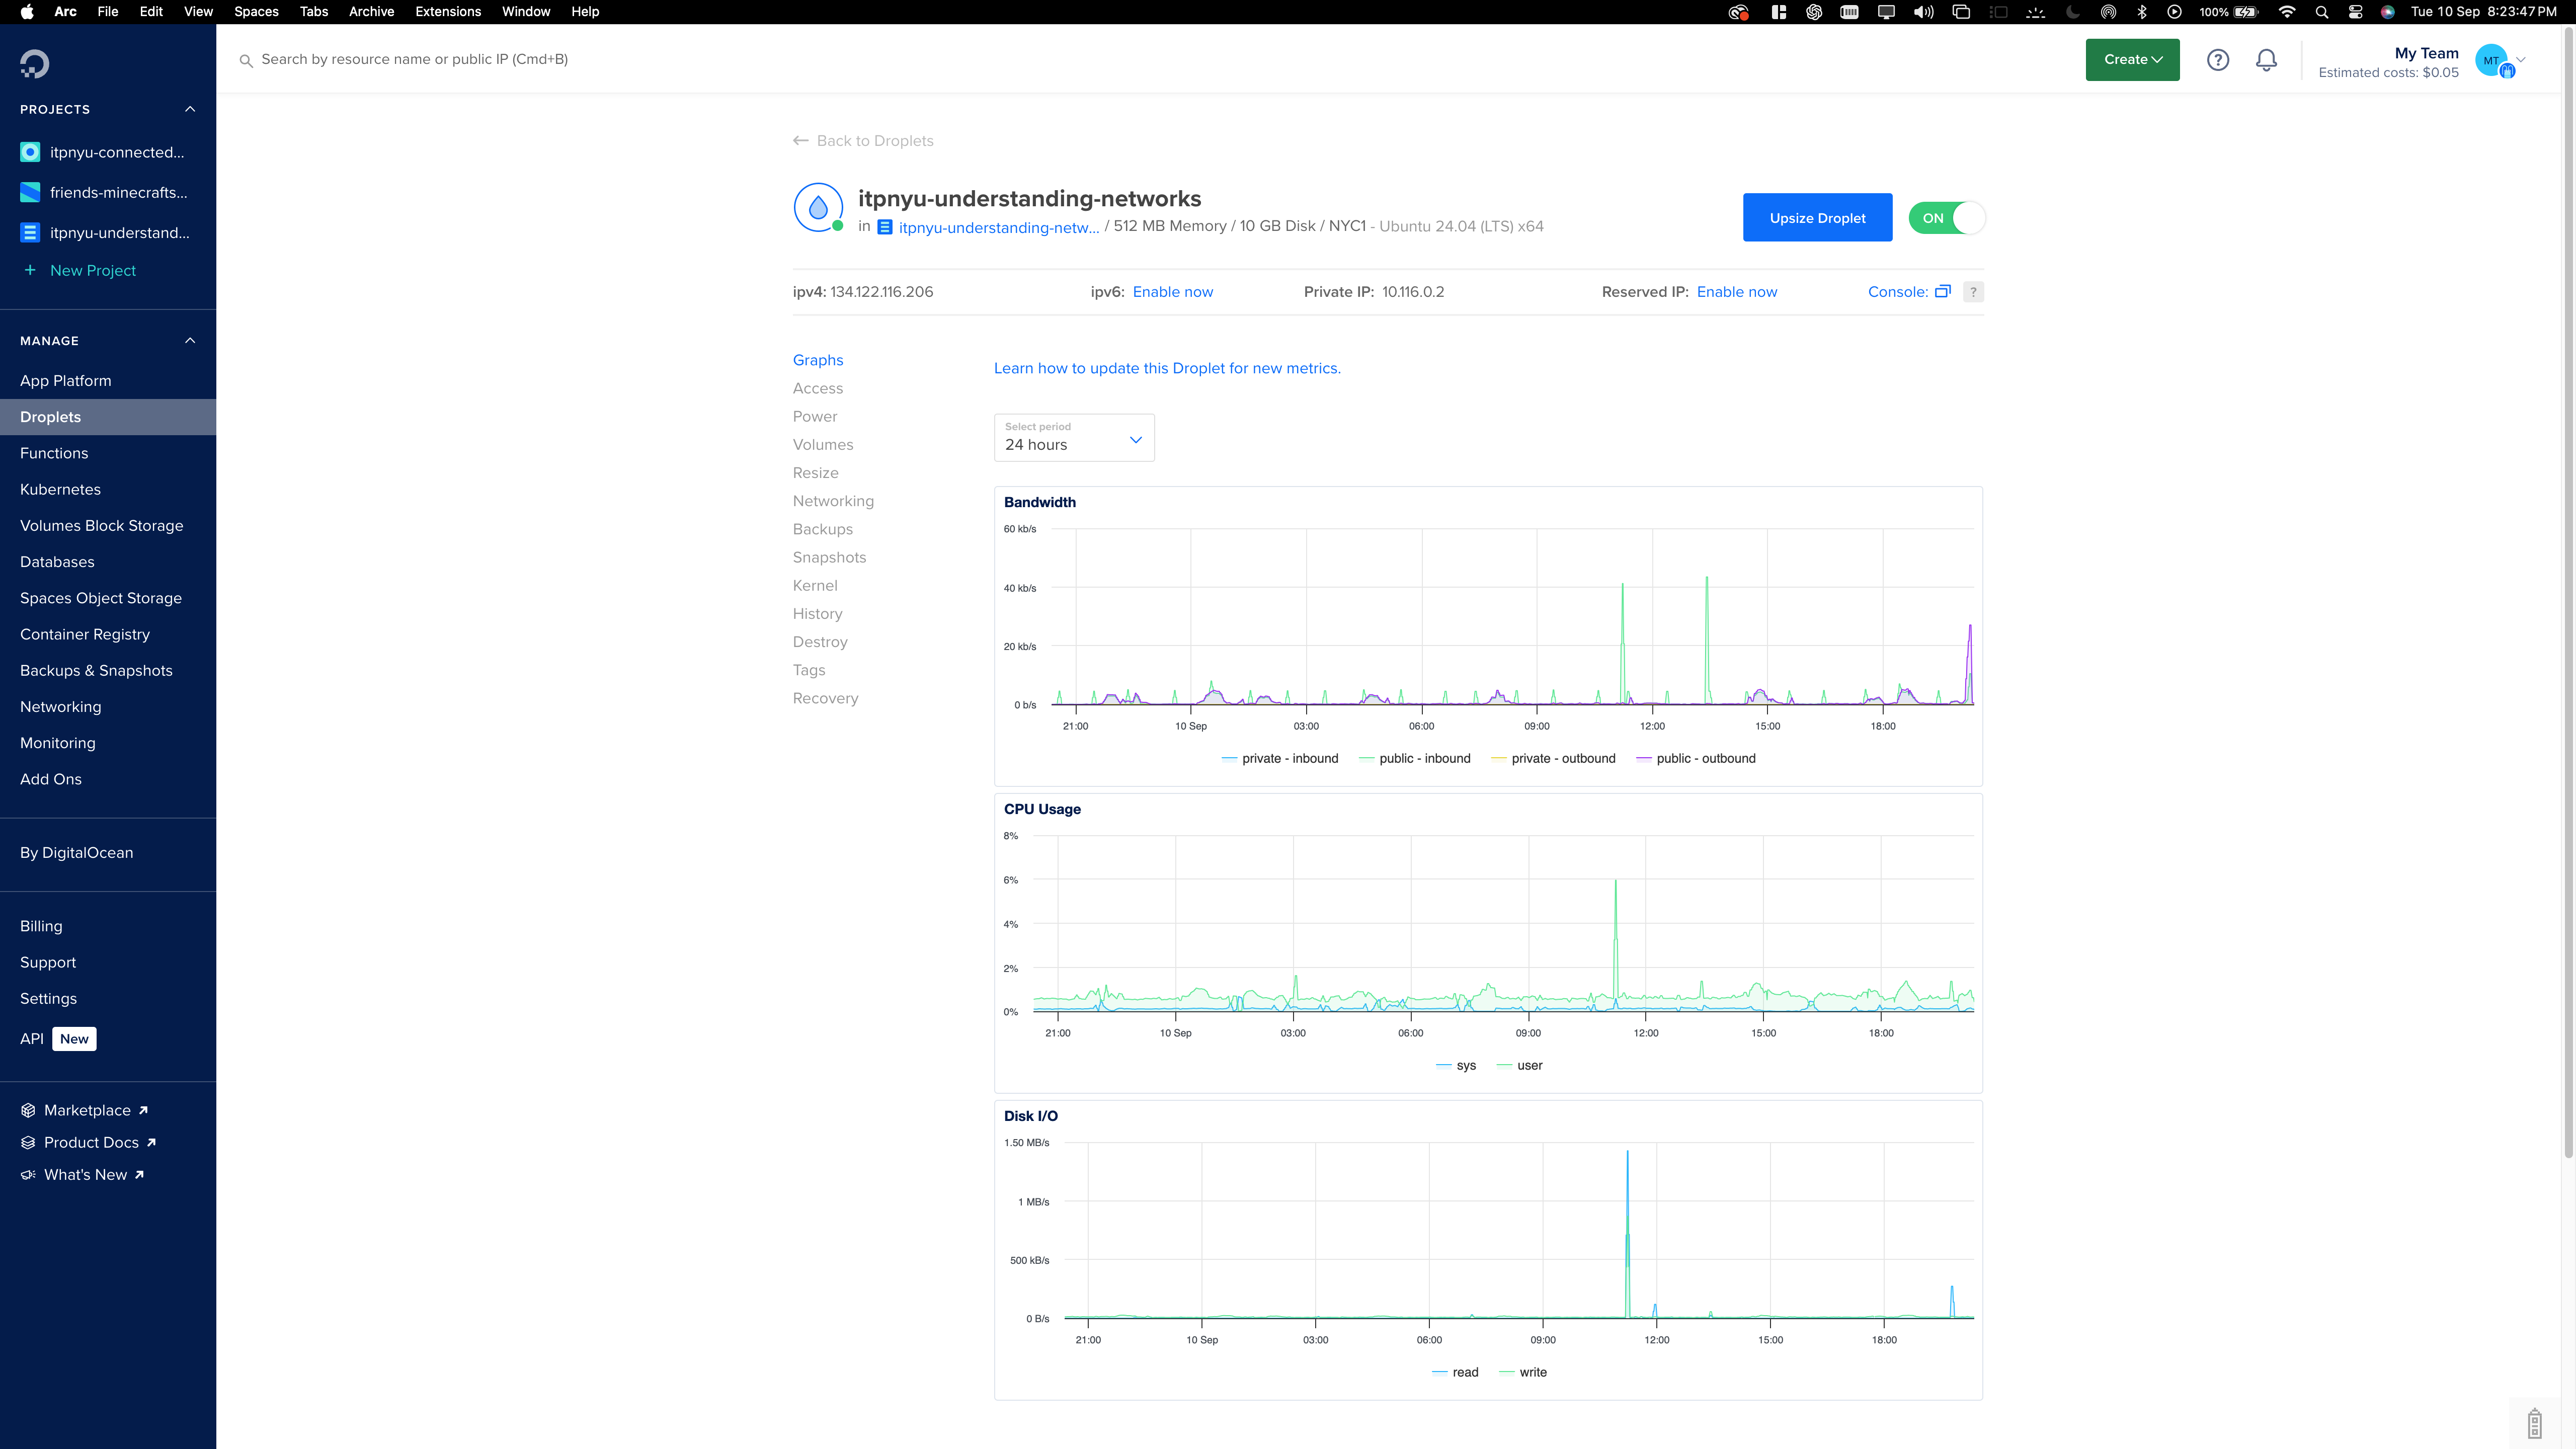 Arc File Edit View Spaces Tabs Archive Extensions Window Help
100%
Tue 10 Sep 8:23:47 PM
Search by resource name or public IP (Cmd+B)
Create
?
My Team
Estimated costs: $0.05
MT
PROJECTS
itpnyu-connected...
friends-minecrafts...
itpnyu-understand...
+ New Project
MANAGE
App Platform
Droplets
Functions
Kubernetes
Volumes Block Storage
Databases
Spaces Object Storage
Container Registry
Backups & Snapshots
Networking
Monitoring
Add Ons
By DigitalOcean
Billing
Support
Settings
API New
Marketplace
Product Docs
What's New
Back to Droplets
itpnyu-understanding-networks
in itpnyu-understanding-netw... / 512 MB Memory / 10 GB Disk / NYC1 - Ubuntu 24.04 (LTS) x64
Upsize Droplet
ON
ipv4: 134.122.116.206 ipv6: Enable now Private IP: 10.116.0.2 Reserved IP: Enable now Console: ?
Graphs
Access
Power
Volumes
Resize
Networking
Backups
Snapshots
Kernel
History
Destroy
Tags
Recovery
Learn how to update this Droplet for new metrics.
Select period
24 hours
Bandwidth
60 kb/s
40 kb/s
20 kb/s
0 b/s
21:00 10 Sep 03:00 06:00 09:00 12:00 15:00 18:00
private - inbound public - inbound private - outbound public - outbound
CPU Usage
8%
6%
4%
2%
0%
21:00 10 Sep 03:00 06:00 09:00 12:00 15:00 18:00
sys user
Disk I/O
1.50 MB/s
1 MB/s
500 kB/s
0 B/s
21:00 10 Sep 03:00 06:00 09:00 12:00 15:00 18:00
read write